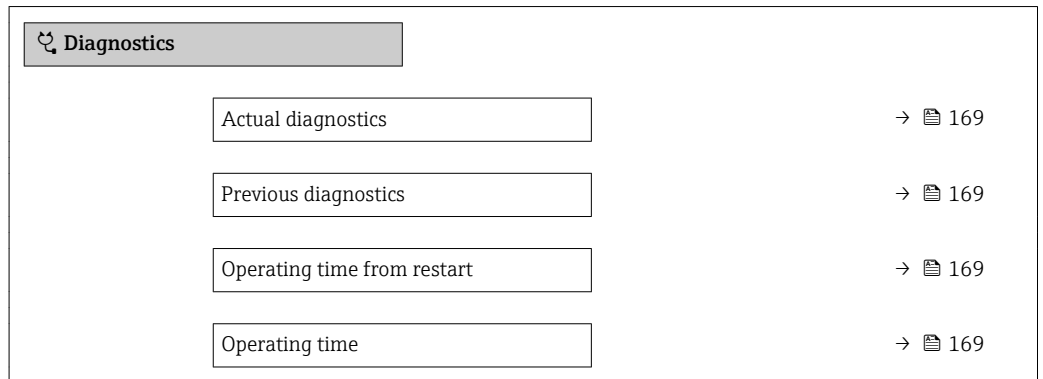 Diagnostics
Actual diagnostics → 169
Previous diagnostics → 169
Operating time from restart → 169
Operating time → 169